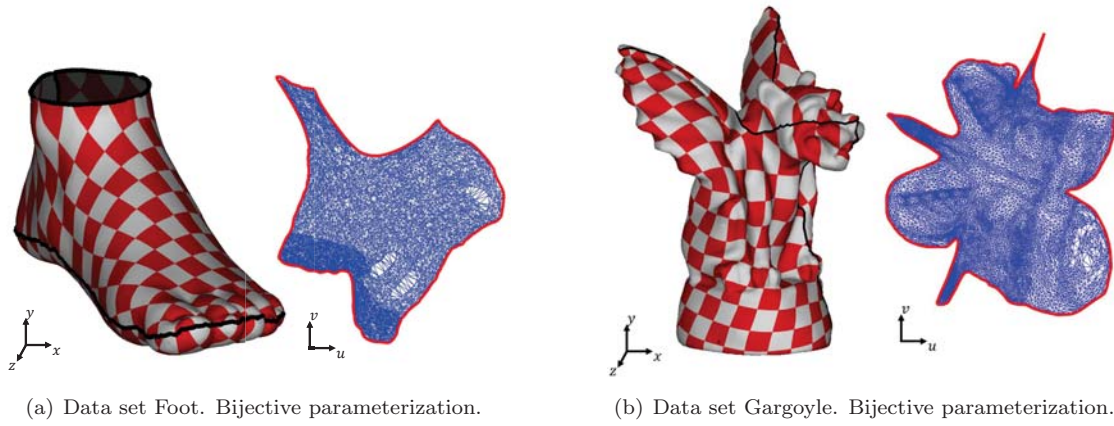 y
x
z
v
u
y
x
z
v
u
(a) Data set Foot. Bijective parameterization.
(b) Data set Gargoyle. Bijective parameterization.